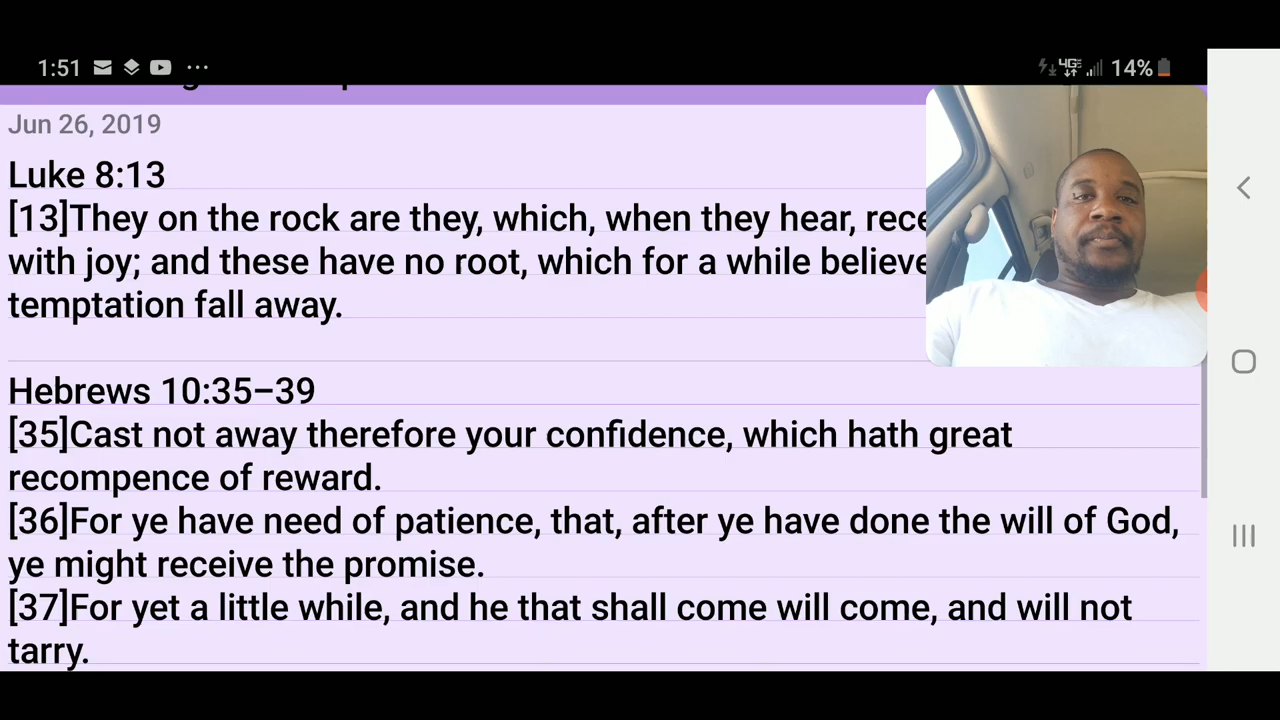 1:51 ... 4GE 14%
Jun 26, 2019
Luke 8:13
[13]They on the rock are they, which, when they hear, rece
with joy; and these have no root, which for a while believe
temptation fall away.
Hebrews 10:35–39
[35]Cast not away therefore your confidence, which hath great
recompence of reward.
[36]For ye have need of patience, that, after ye have done the will of God,
ye might receive the promise.
[37]For yet a little while, and he that shall come will come, and will not
tarry.